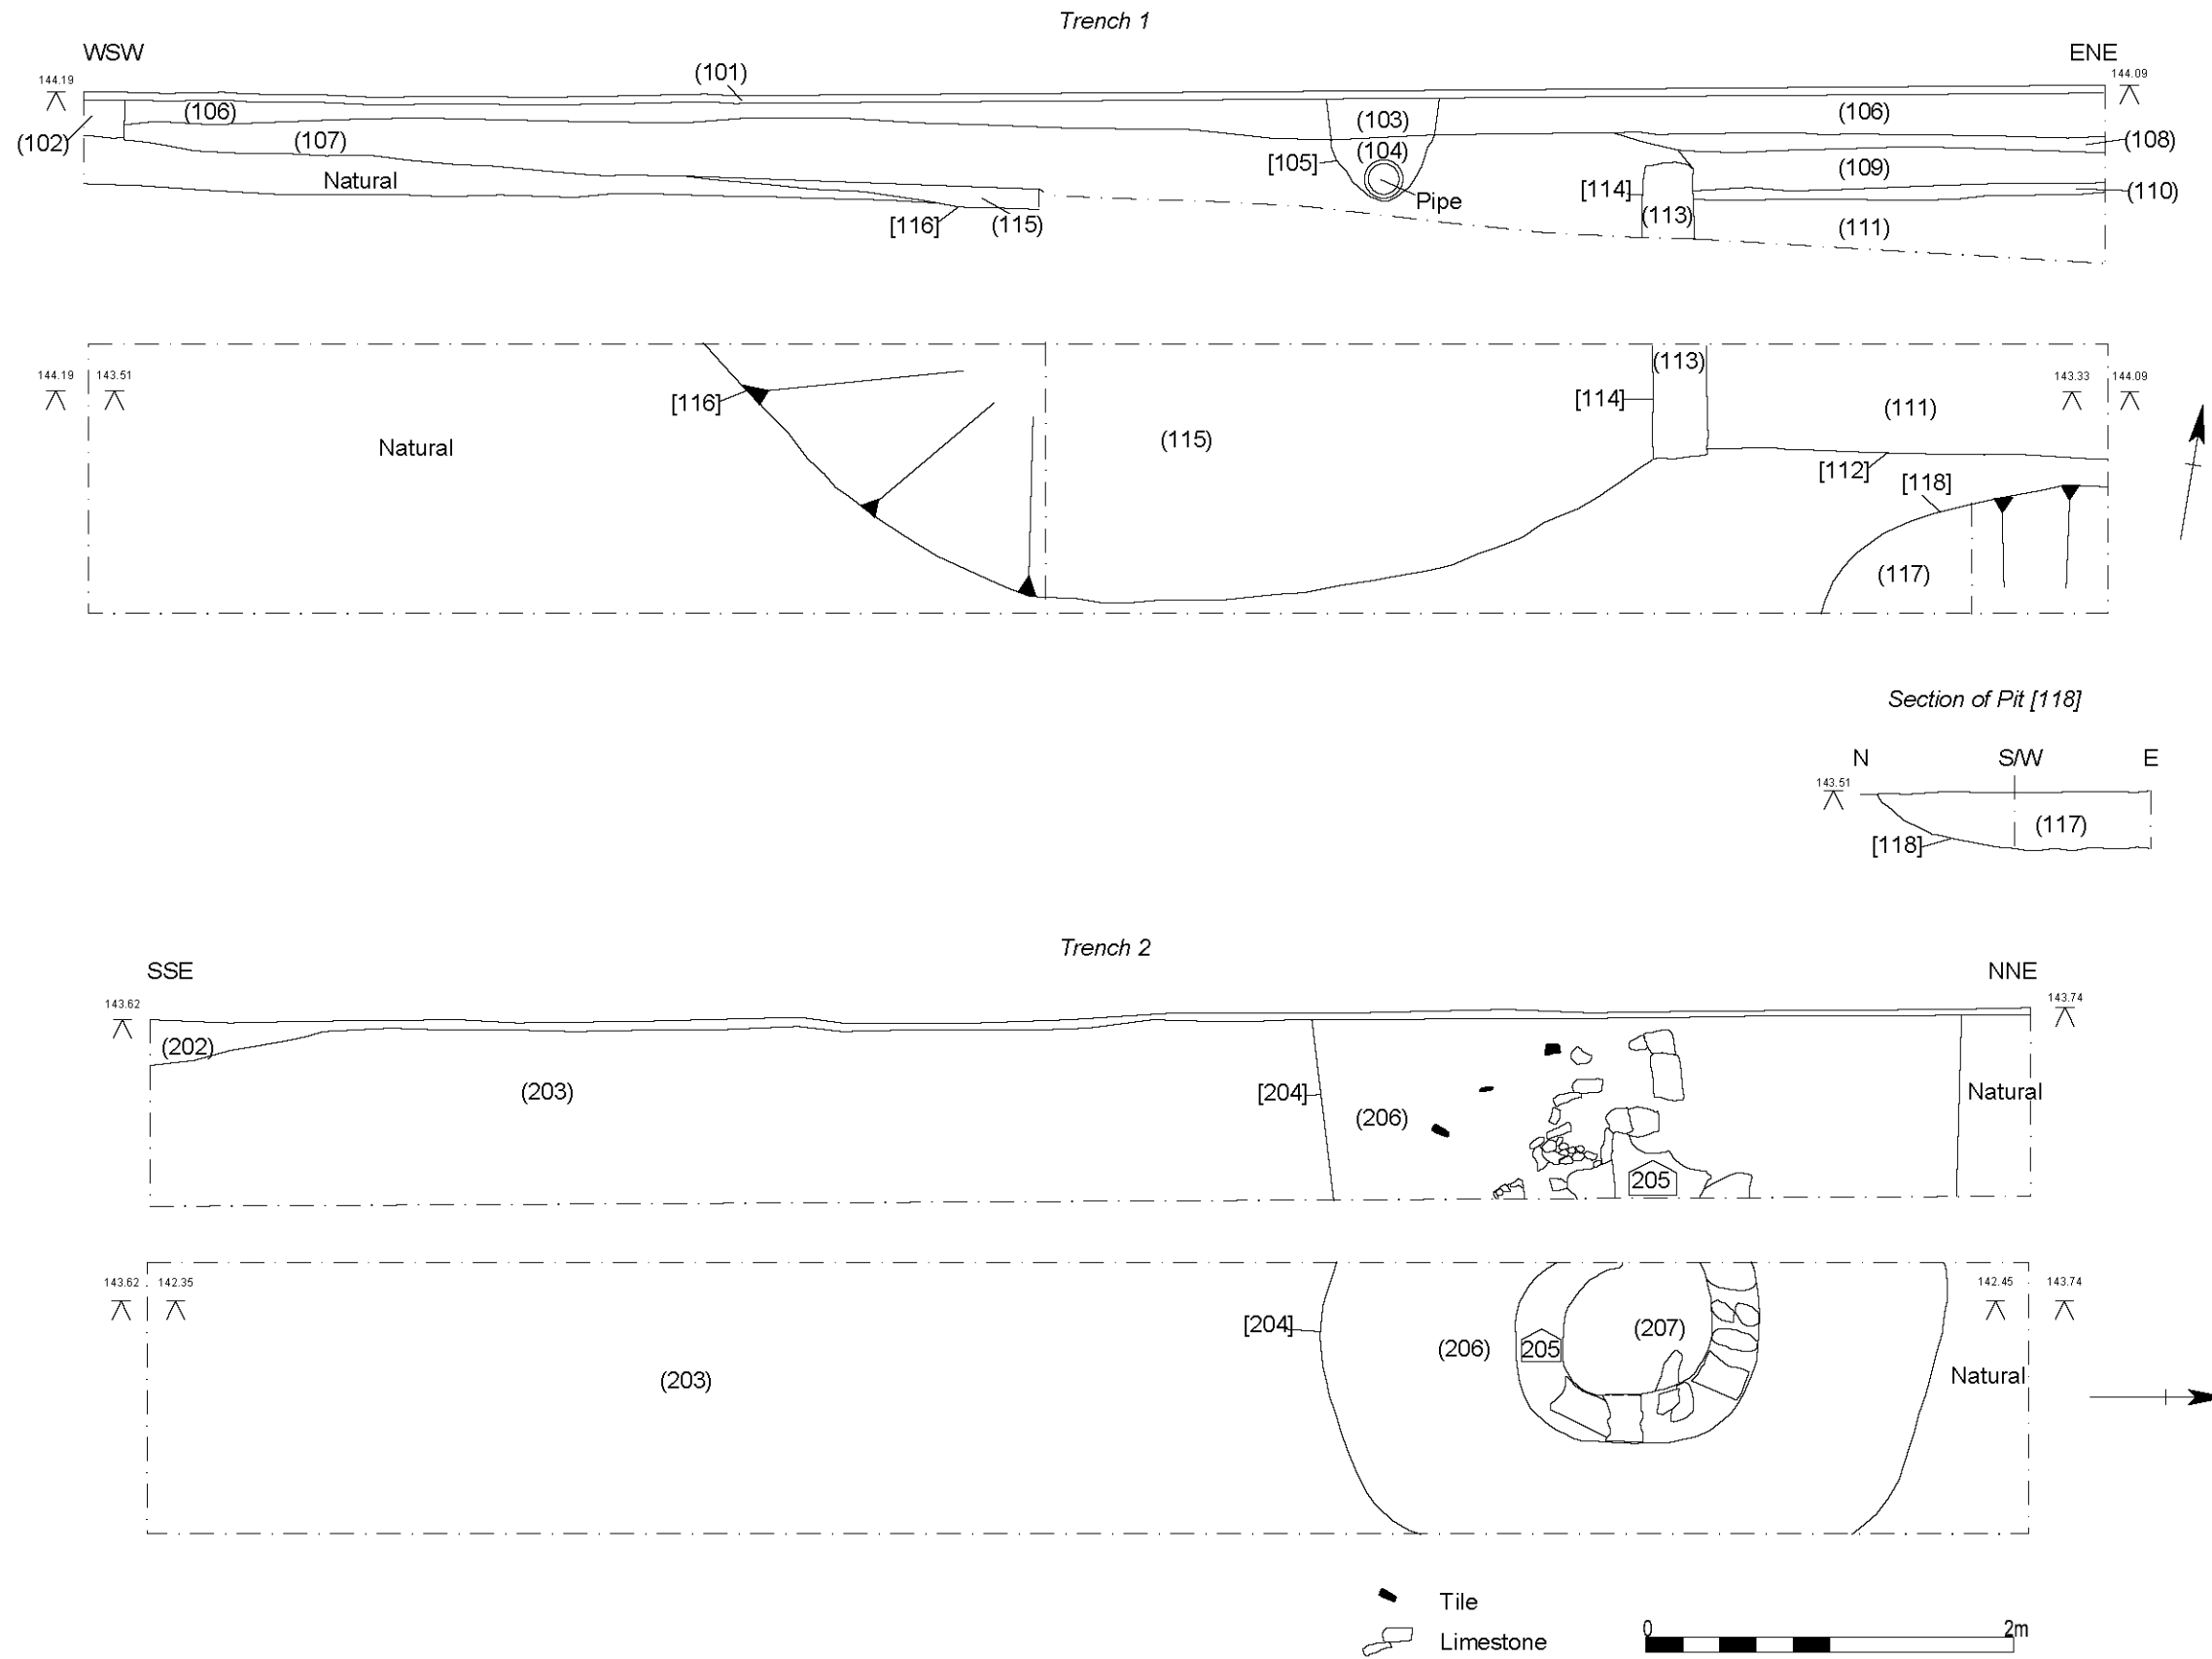 Trench 1
WSW
ENE
144.19
(101)
144.09
(106)
(103)
(106)
(102)
(107)
(104)
(108)
[105]
(109)
Natural
[114]
(110)
Pipe
[116]
(115)
(113)
(111)
(113)
144.19
143.51
143.33
144.09
[116]
[114]
(111)
Natural
(115)
[112]
[118]
(117)
Section of Pit [118]
N
S/W
E
143.51
(117)
[118]
Trench 2
SSE
NNE
143.62
143.74
(202)
(203)
[204]
(206)
Natural
205
143.62
142.35
142.45
143.74
[204]
(206)
205
(207)
(203)
Natural
Tile
Limestone
0
2m